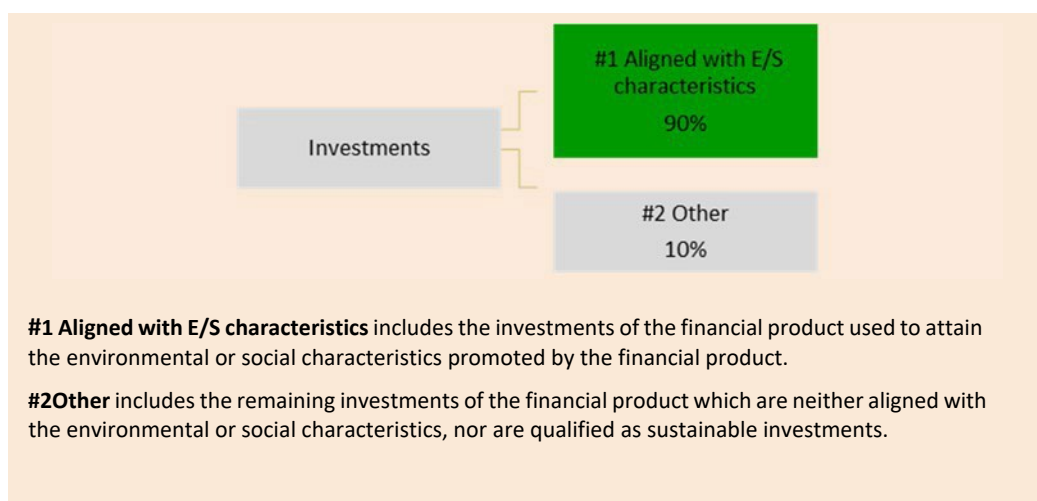 #1 Aligned with E/S
characteristics
90%
Investments
#2 Other
10%
#1 Aligned with E/S characteristics includes the investments of the financial product used to attain
the environmental or social characteristics promoted by the financial product.
#2Other includes the remaining investments of the financial product which are neither aligned with
the environmental or social characteristics, nor are qualified as sustainable investments.